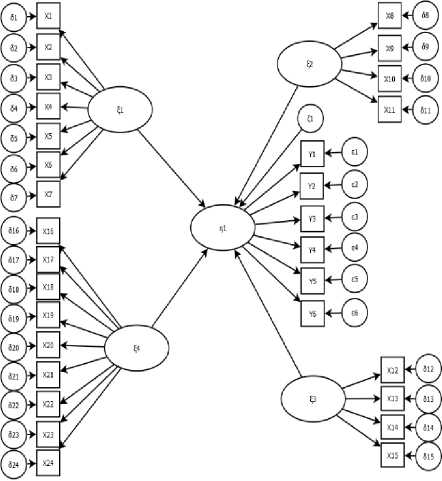 δ1 X1
δ2 X2
δ3 X3
δ4 X4
δ5 X5
δ6 X6
δ7 X7
ξ1
X8 δ8
X9 δ9
X10 δ10
X11 δ11
ξ2
ζ1
Y1 ε1
Y2 ε2
Y3 ε3
Y4 ε4
Y5 ε5
Y6 ε6
η1
δ16 X16
δ17 X17
δ18 X18
δ19 X19
δ20 X20
δ21 X21
δ22 X22
δ23 X23
δ24 X24
ξ4
X12 δ12
X13 δ13
X14 δ14
X15 δ15
ξ3